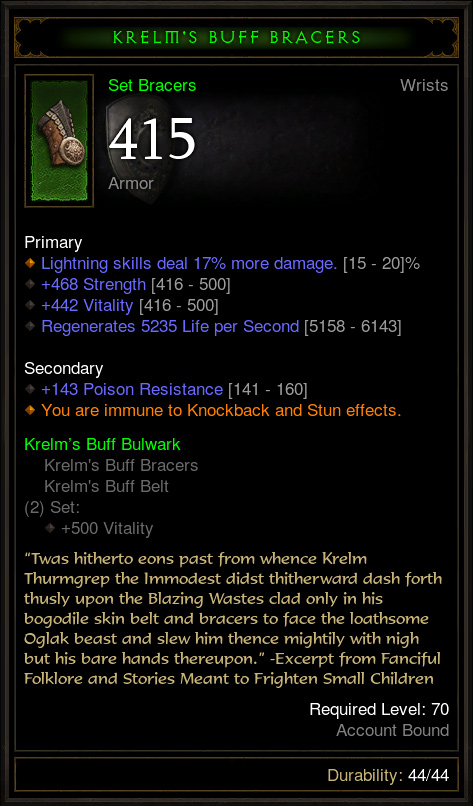 KRELM'S BUFF BRACERS
Set Bracers Wrists
415
Armor
Primary
Lightning skills deal 17% more damage. [15 - 20]%
+468 Strength [416 - 500]
+442 Vitality [416 - 500]
Regenerates 5235 Life per Second [5158 - 6143]
Secondary
+143 Poison Resistance [141 - 160]
You are immune to Knockback and Stun effects.
Krelm's Buff Bulwark
Krelm's Buff Bracers
Krelm's Buff Belt
(2) Set:
+500 Vitality
"Twas hitherto eons past from whence Krelm
Thurmgrep the Immodest didst thitherward dash forth
thusly upon the Blazing Wastes clad only in his
bogodile skin belt and bracers to face the loathsome
Oglak beast and slew him thence mightily with nigh
but his bare hands thereupon." -Excerpt from Fanciful
Folklore and Stories Meant to Frighten Small Children
Required Level: 70
Account Bound
Durability: 44/44